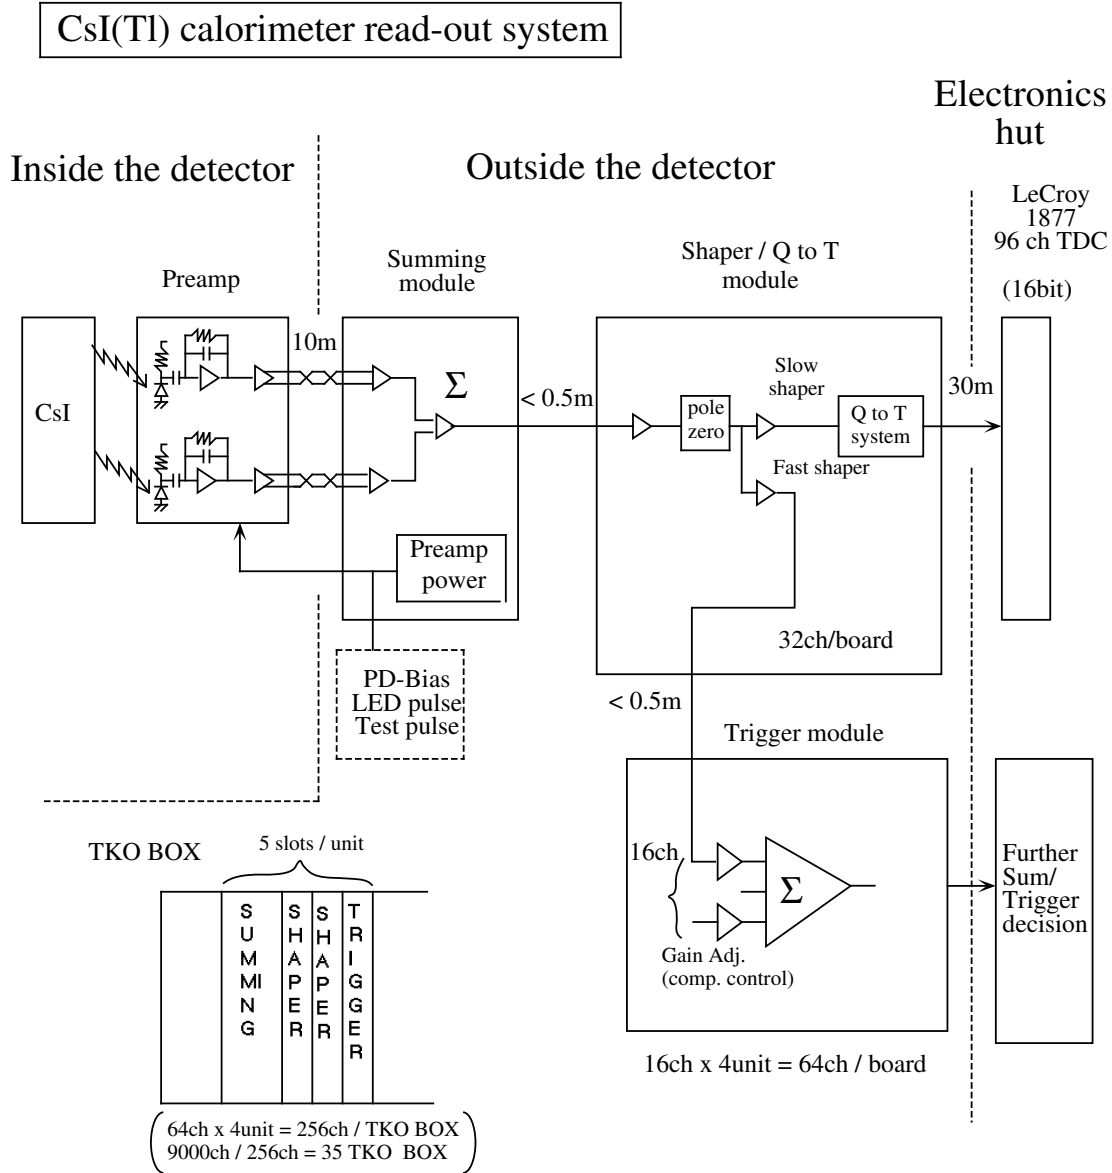 CsI(Tl) calorimeter read-out system
Electronics
hut
Inside the detector
Outside the detector
LeCroy
1877
96 ch TDC
(16bit)
Preamp
Summing
module
Shaper / Q to T
module
CsI
10m
Σ
< 0.5m
pole
zero
Slow
shaper
Q to T
system
30m
Fast shaper
Preamp
power
32ch/board
PD-Bias
LED pulse
Test pulse
< 0.5m
Trigger module
16ch
Σ
Gain Adj.
(comp. control)
Further
Sum/
Trigger
decision
16ch x 4unit = 64ch / board
TKO BOX
5 slots / unit
SUMMING
SHAPER
SHAPER
TRIGGER
64ch x 4unit = 256ch / TKO BOX
9000ch / 256ch = 35 TKO BOX